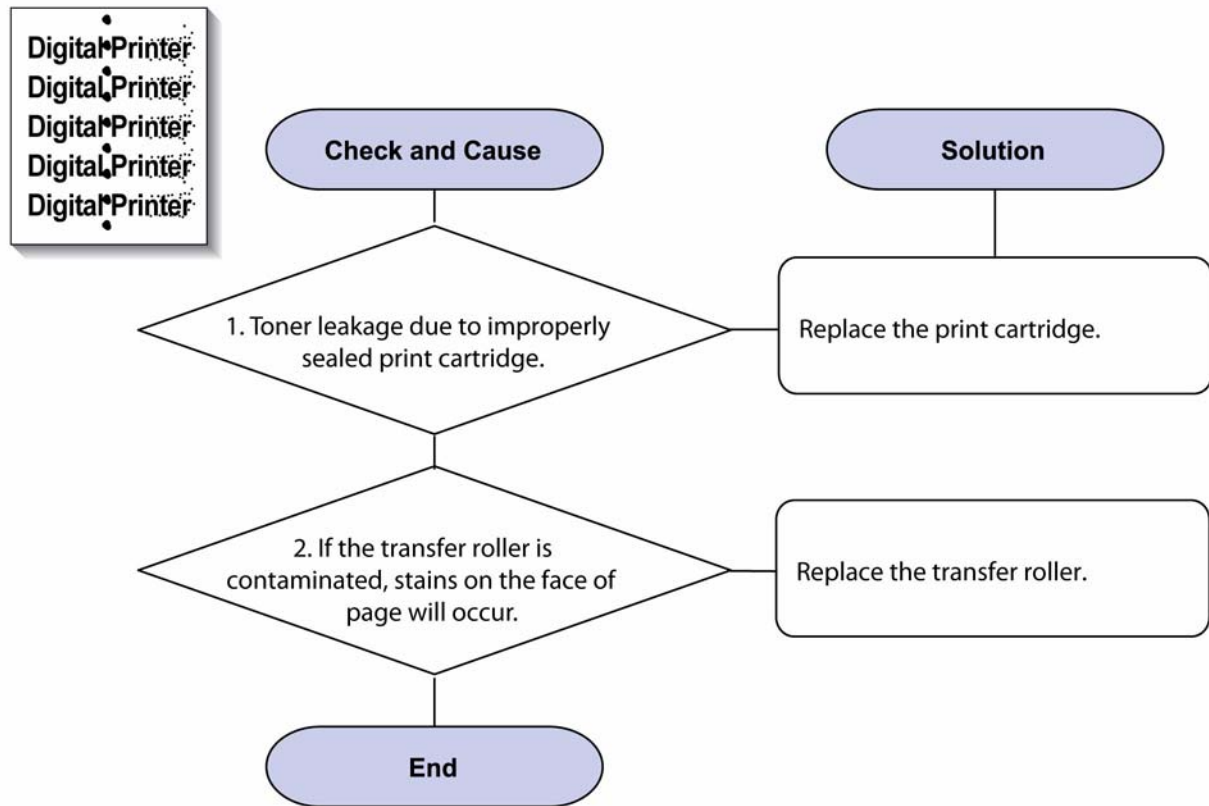 Digital Printer
Digital Printer
Digital Printer
Digital Printer
Digital Printer
Check and Cause
Solution
1. Toner leakage due to improperly
sealed print cartridge.
Replace the print cartridge.
2. If the transfer roller is
contaminated, stains on the face of
page will occur.
Replace the transfer roller.
End